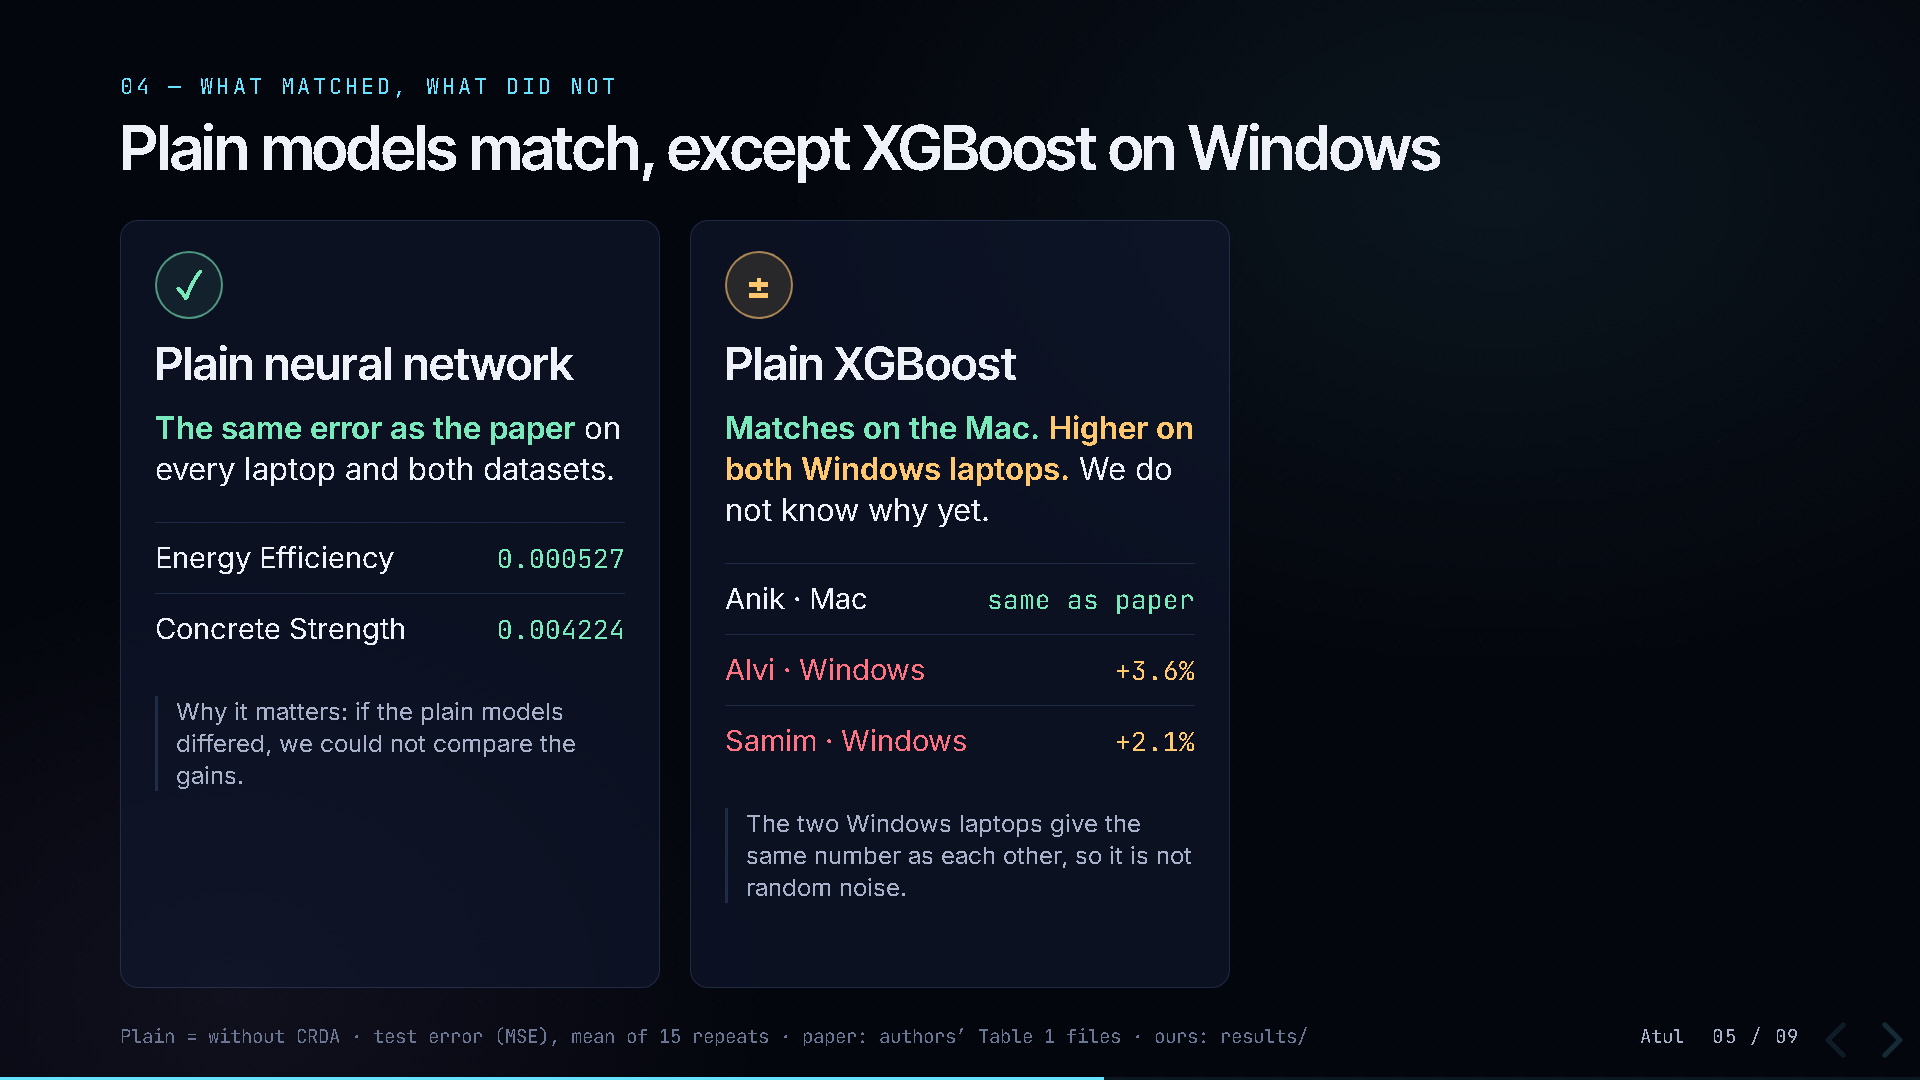 04 — WHAT MATCHED, WHAT DID NOT
Plain models match, except XGBoost on Windows
✓
Plain neural network
The same error as the paper on
every laptop and both datasets.
Energy Efficiency 0.000527
Concrete Strength 0.004224
Why it matters: if the plain models
differed, we could not compare the
gains.
±
Plain XGBoost
Matches on the Mac. Higher on
both Windows laptops. We do
not know why yet.
Anik · Mac same as paper
Alvi · Windows +3.6%
Samim · Windows +2.1%
The two Windows laptops give the
same number as each other, so it is not
random noise.
Plain = without CRDA · test error (MSE), mean of 15 repeats · paper: authors’ Table 1 files · ours: results/
Atul 05 / 09